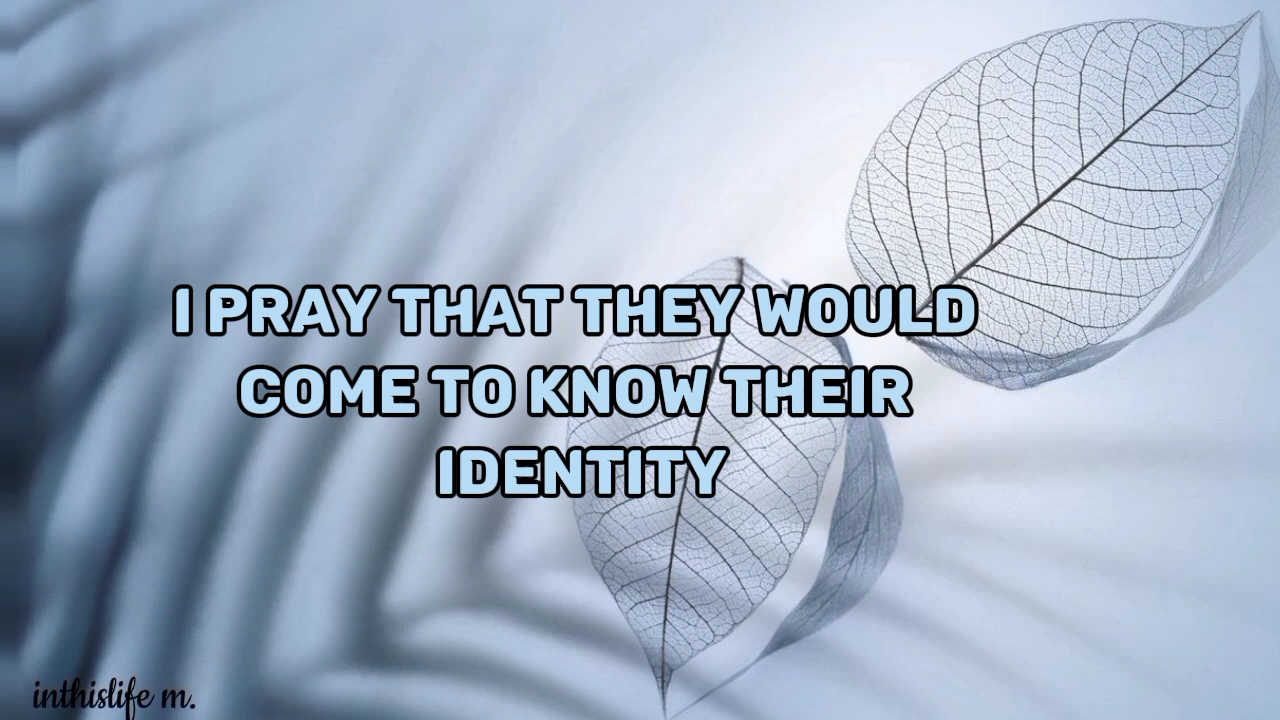 I PRAY THAT THEY WOULD
COME TO KNOW THEIR
IDENTITY
inthislife m.